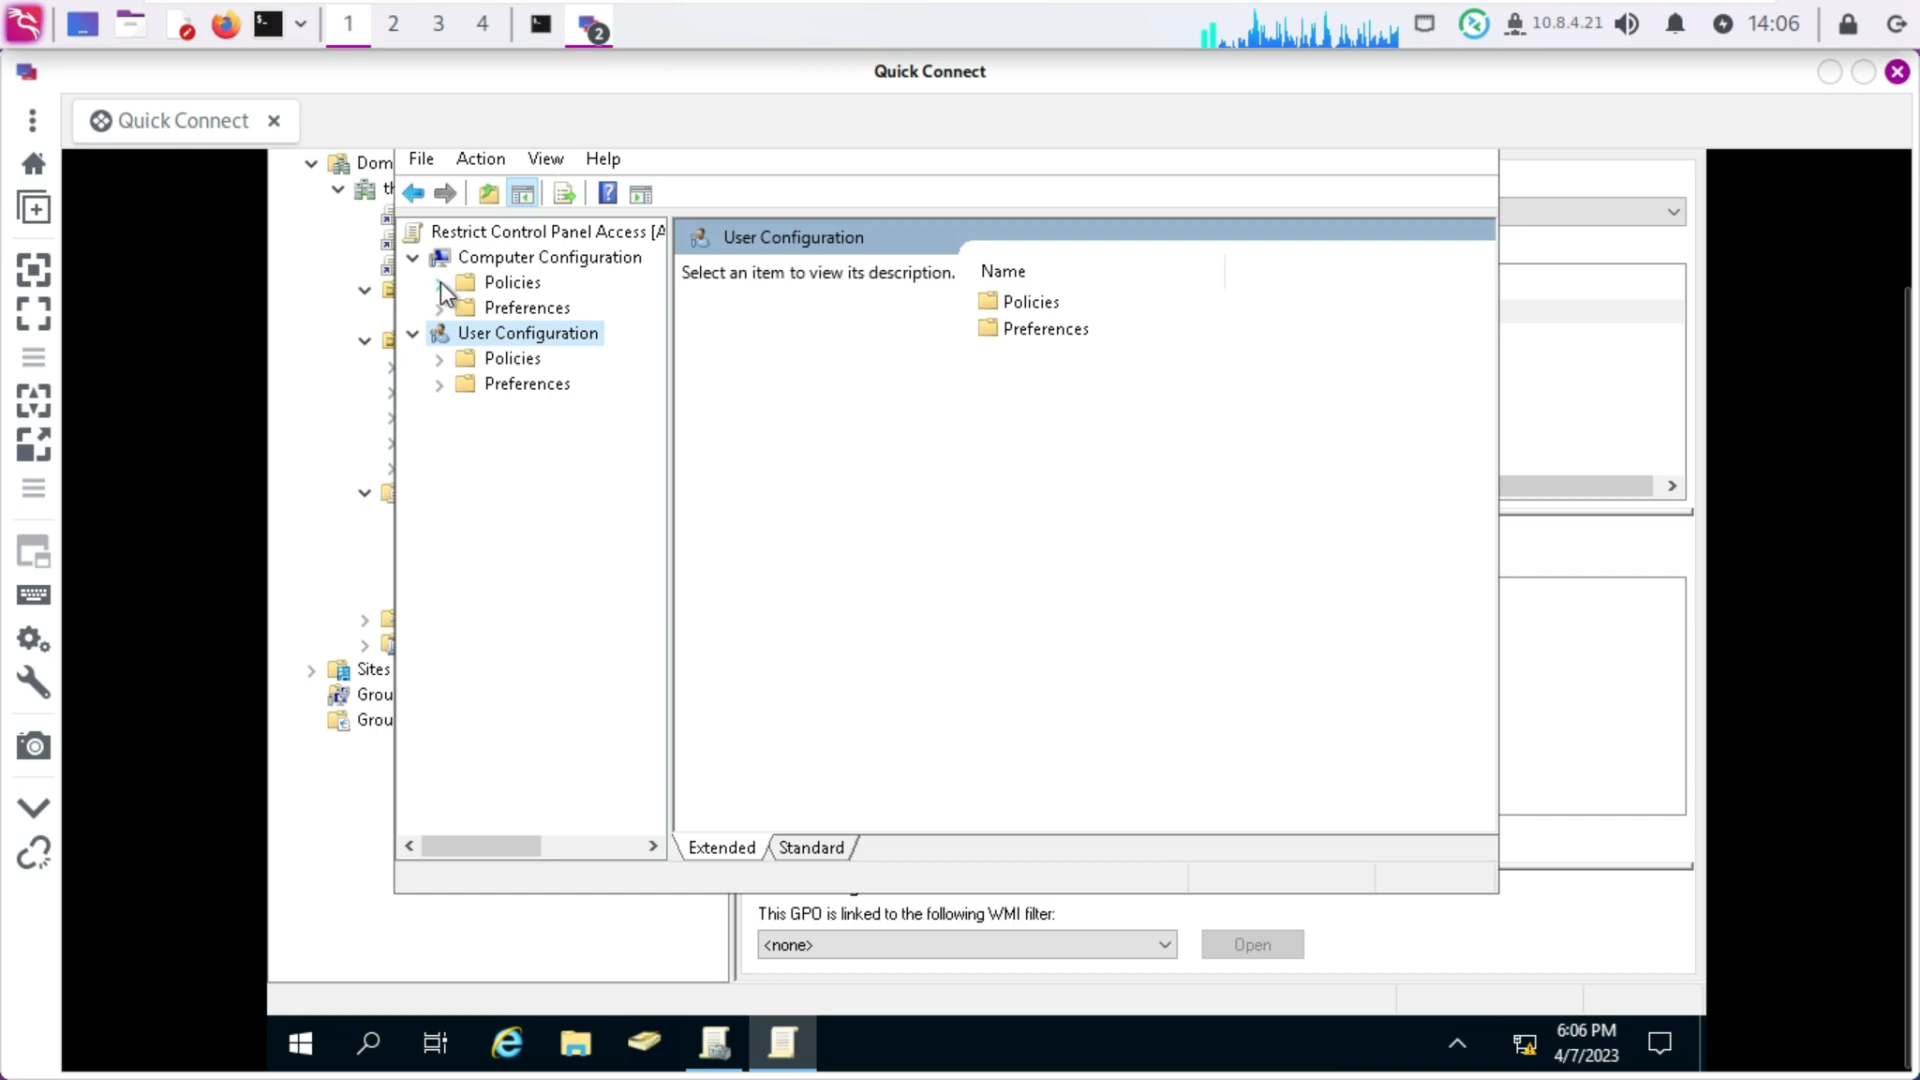 1 2 3 4
2
10.8.4.21
14:06
Quick Connect
Quick Connect
Dom
th
Sites
Grou
Grou
File Action View Help
Restrict Control Panel Access [A
Computer Configuration
Policies
Preferences
User Configuration
Policies
Preferences
User Configuration
Select an item to view its description.
Name
Policies
Preferences
Extended Standard
This GPO is linked to the following WMI filter:
<none>
Open
6:06 PM
4/7/2023